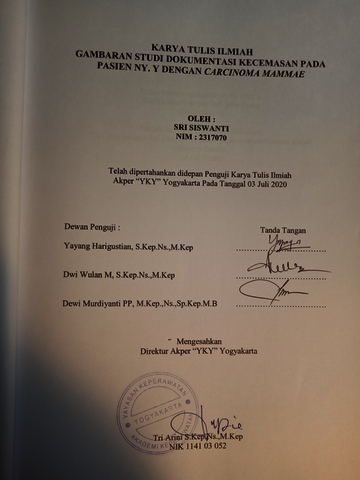 KARYA TULIS ILMIAH
GAMBARAN STUDI DOKUMENTASI KECEMASAN PADA
PASIEN NY. Y DENGAN CARCINOMA MAMMAE
OLEH :
SRI SISWANTI
NIM : 2317070
Telah dipertahankan didepan Penguji Karya Tulis Ilmiah
Akper “YKY” Yogyakarta Pada Tanggal 03 Juli 2020
Dewan Penguji :
Tanda Tangan
Yayang Harigustian, S.Kep.Ns.,M.Kep
Dwi Wulan M, S.Kep.Ns.,M.Kep
Dewi Murdiyanti PP, M.Kep.,Ns,Sp.Kep.M.B
Mengesahkan
Direktur Akper “YKY” Yogyakarta
YAYASAN KEPERAWATAN
YOGYAKARTA
AKADEMI
Tri Arini S.Kep.Ns.,M.Kep
NIK 1141 03 052